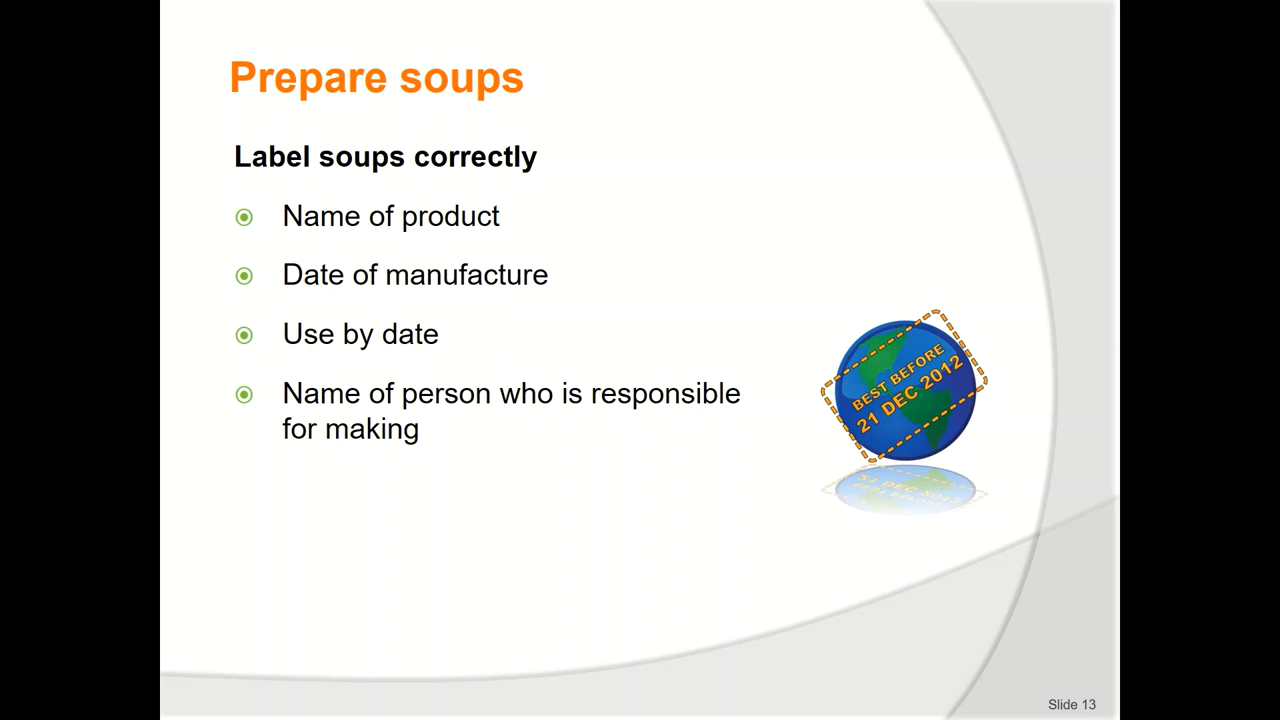 Prepare soups
Label soups correctly
Name of product
Date of manufacture
Use by date
Name of person who is responsible
for making
BEST BEFORE
21 DEC 2012
Slide 13